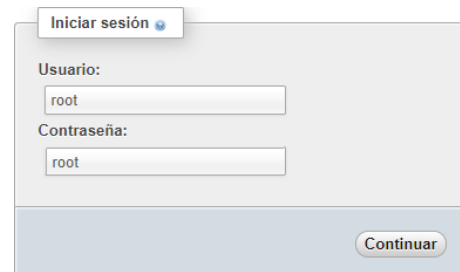 Iniciar sesión
Usuario:
root
Contraseña:
root
Continuar